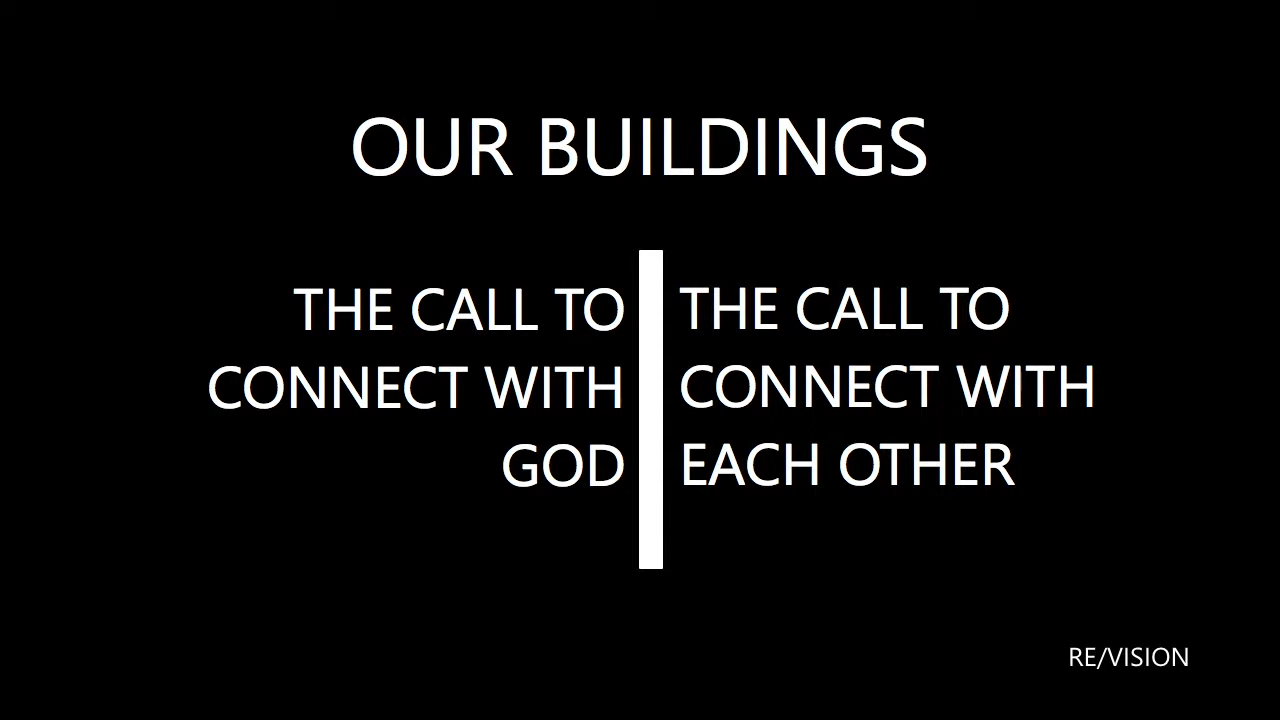 OUR BUILDINGS
THE CALL TO
CONNECT WITH
GOD
THE CALL TO
CONNECT WITH
EACH OTHER
RE/VISION